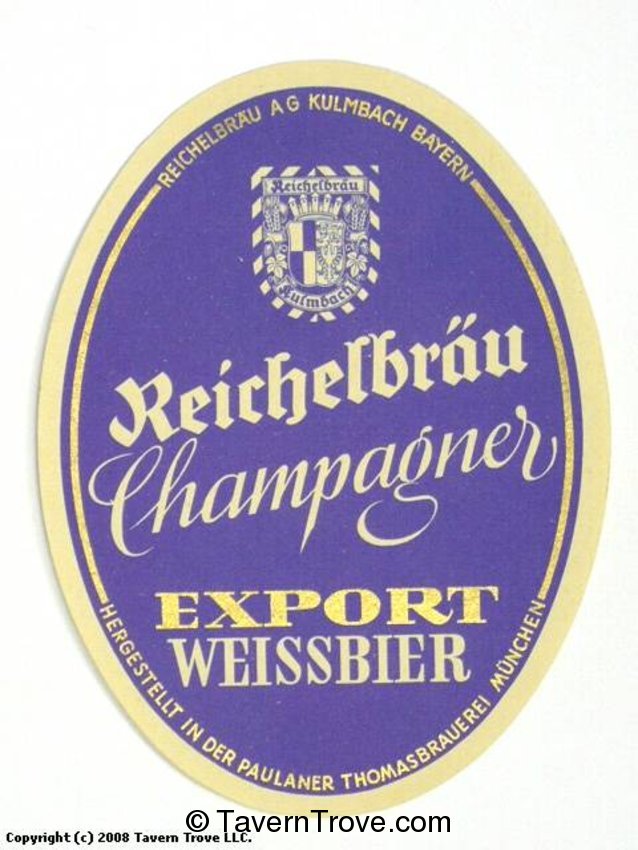 REICHELBRÄU AG KULMBACH BAYERN
Reichelbräu
Kulmbach
Reichelbräu
Champagner
EXPORT
WEISSBIER
HERGESTELLT IN DER PAULANER THOMASBRAUEREI MÜNCHEN
© TavernTrove.com
Copyright (c) 2008 Tavern Trove LLC.